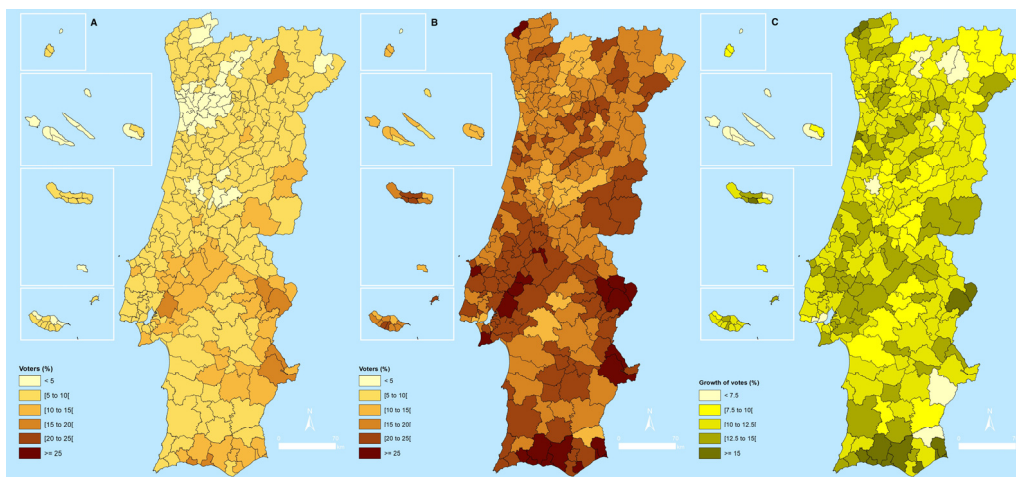 A
B
C
Voters (%)
< 5
[5 to 10[
[10 to 15[
[15 to 20[
[20 to 25[
>= 25
N
Voters (%)
< 5
[5 to 10[
[10 to 15[
[15 to 20[
[20 to 25[
>= 25
N
Growth of votes (%)
< 7.5
[7.5 to 10[
[10 to 12.5[
[12.5 to 15[
>= 15
N